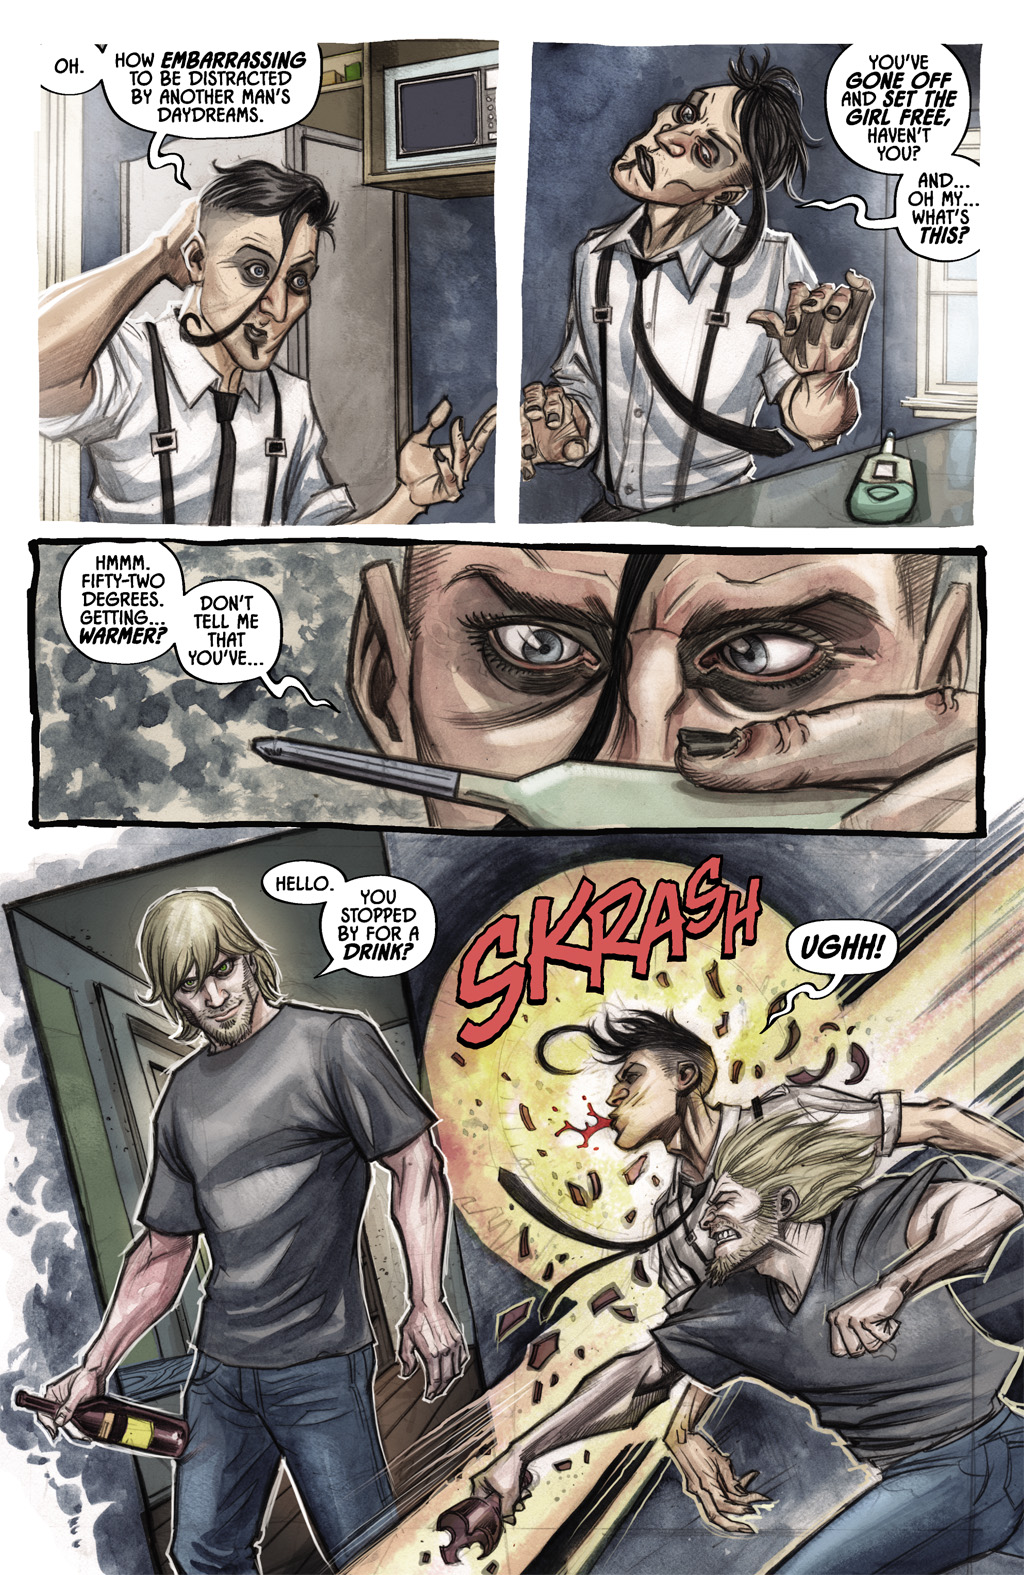 OH.
HOW EMBARRASSING
TO BE DISTRACTED
BY ANOTHER MAN'S
DAYDREAMS.
YOU'VE
GONE OFF
AND SET THE
GIRL FREE,
HAVEN'T
YOU?
AND...
OH MY...
WHAT'S
THIS?
HMMM.
FIFTY-TWO
DEGREES.
GETTING...
WARMER?
DON'T
TELL ME
THAT
YOU'VE...
HELLO.
YOU
STOPPED
BY FOR A
DRINK?
SKRASH
UGHH!